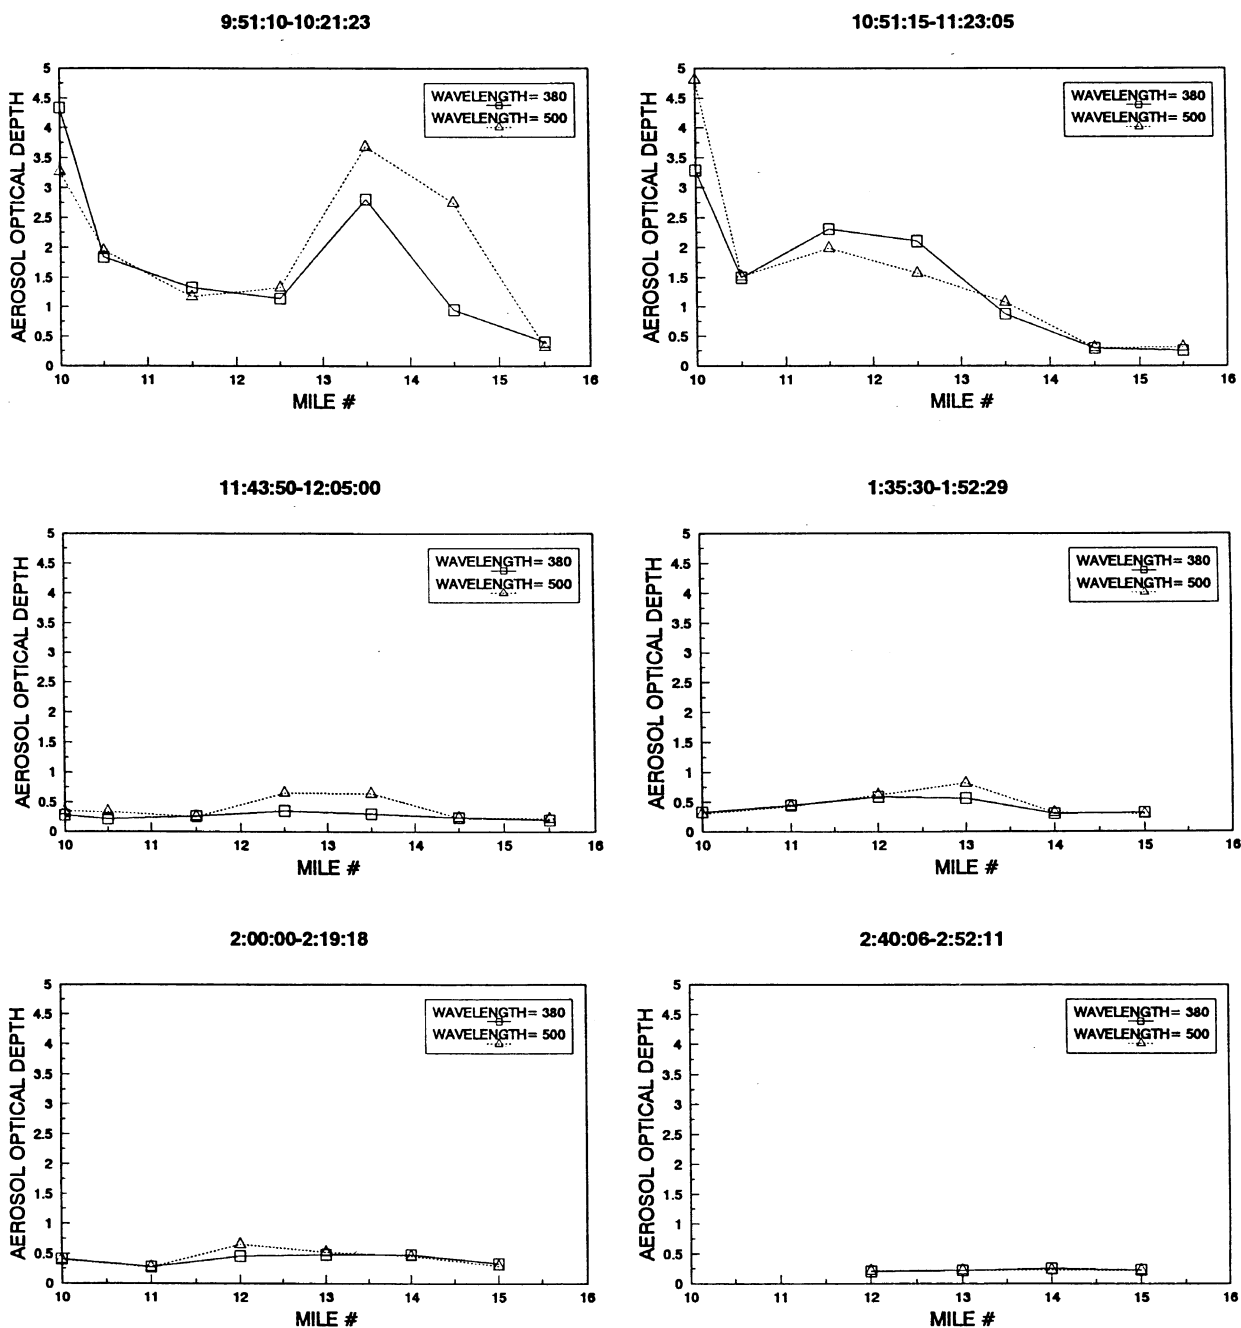 9:51:10-10:21:23
AEROSOL OPTICAL DEPTH
5
4.5
4
3.5
3
2.5
2
1.5
1
0.5
0
WAVELENGTH= 380
WAVELENGTH= 500
10 11 12 13 14 15 16
MILE #
10:51:15-11:23:05
AEROSOL OPTICAL DEPTH
5
4.5
4
3.5
3
2.5
2
1.5
1
0.5
0
WAVELENGTH= 380
WAVELENGTH= 500
10 11 12 13 14 15 16
MILE #
11:43:50-12:05:00
AEROSOL OPTICAL DEPTH
5
4.5
4
3.5
3
2.5
2
1.5
1
0.5
0
WAVELENGTH= 380
WAVELENGTH= 500
10 11 12 13 14 15 16
MILE #
1:35:30-1:52:29
AEROSOL OPTICAL DEPTH
5
4.5
4
3.5
3
2.5
2
1.5
1
0.5
0
WAVELENGTH= 380
WAVELENGTH= 500
10 11 12 13 14 15 16
MILE #
2:00:00-2:19:18
AEROSOL OPTICAL DEPTH
5
4.5
4
3.5
3
2.5
2
1.5
1
0.5
0
WAVELENGTH= 380
WAVELENGTH= 500
10 11 12 13 14 15 16
MILE #
2:40:06-2:52:11
AEROSOL OPTICAL DEPTH
5
4.5
4
3.5
3
2.5
2
1.5
1
0.5
0
WAVELENGTH= 380
WAVELENGTH= 500
10 11 12 13 14 15 16
MILE #